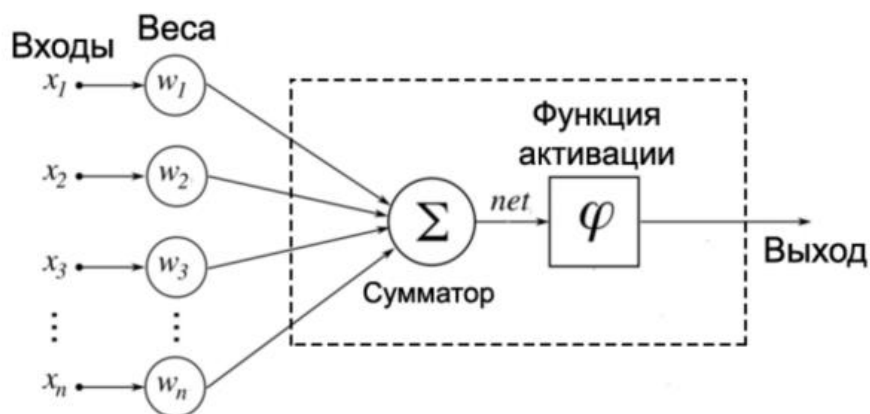 Входы
Веса
x₁
w₁
x₂
w₂
x₃
w₃
⋮
⋮
xₙ
wₙ
Σ
Сумматор
net
Функция
активации
φ
Выход